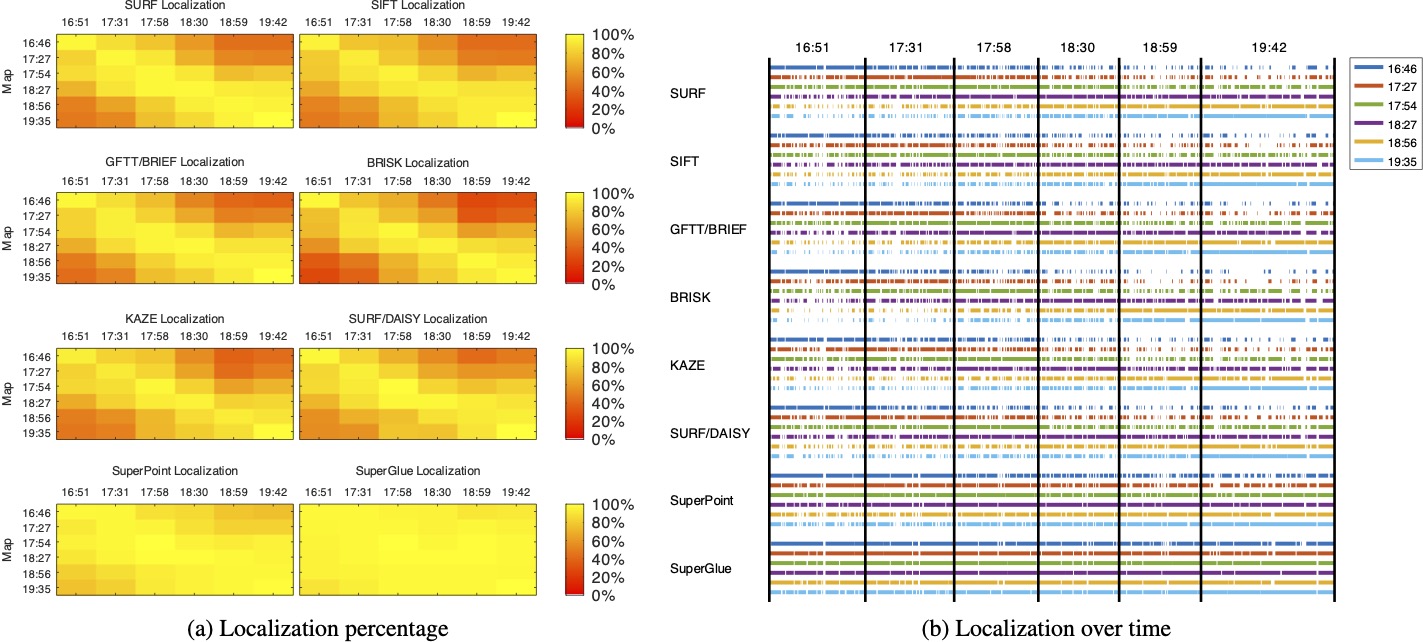 SURF Localization
16:51 17:31 17:58 18:30 18:59 19:42
SIFT Localization
16:51 17:31 17:58 18:30 18:59 19:42
Map
16:46
17:27
17:54
18:27
18:56
19:35
100%
80%
60%
40%
20%
0%
GFTT/BRIEF Localization
16:51 17:31 17:58 18:30 18:59 19:42
BRISK Localization
16:51 17:31 17:58 18:30 18:59 19:42
Map
16:46
17:27
17:54
18:27
18:56
19:35
100%
80%
60%
40%
20%
0%
KAZE Localization
16:51 17:31 17:58 18:30 18:59 19:42
SURF/DAISY Localization
16:51 17:31 17:58 18:30 18:59 19:42
Map
16:46
17:27
17:54
18:27
18:56
19:35
100%
80%
60%
40%
20%
0%
SuperPoint Localization
16:51 17:31 17:58 18:30 18:59 19:42
SuperGlue Localization
16:51 17:31 17:58 18:30 18:59 19:42
Map
16:46
17:27
17:54
18:27
18:56
19:35
100%
80%
60%
40%
20%
0%
(a) Localization percentage
16:51 17:31 17:58 18:30 18:59 19:42
SURF
SIFT
GFTT/BRIEF
BRISK
KAZE
SURF/DAISY
SuperPoint
SuperGlue
16:46
17:27
17:54
18:27
18:56
19:35
(b) Localization over time